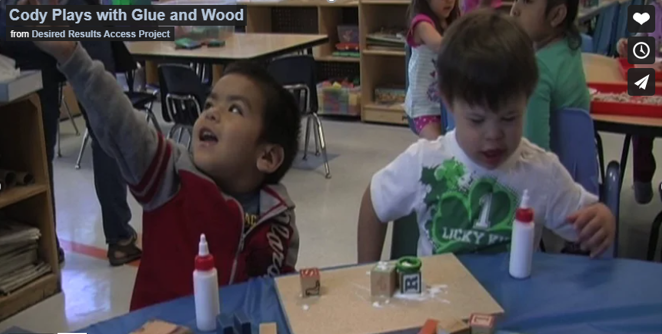 Cody Plays with Glue and Wood
from Desired Results Access Project
1
LUCKY
B